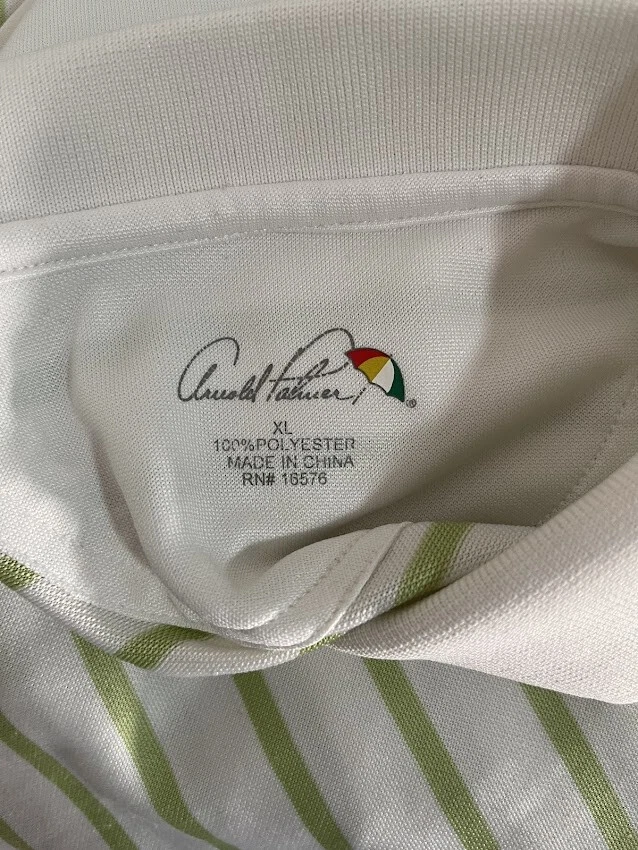 Arnold Palmer ®
XL
100%POLYESTER
MADE IN CHINA
RN# 16576